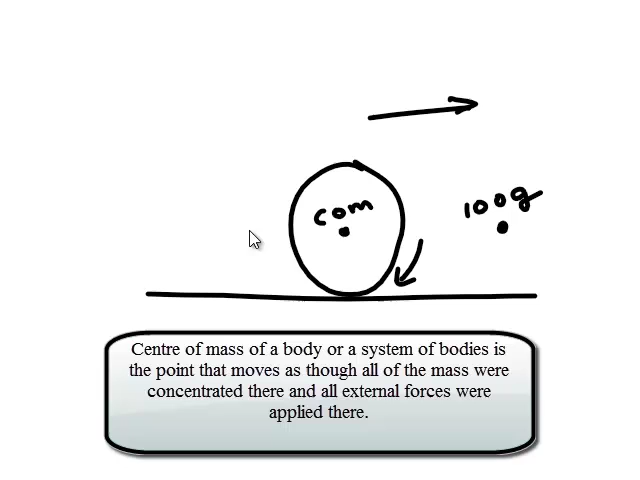 com
100g
Centre of mass of a body or a system of bodies is
the point that moves as though all of the mass were
concentrated there and all external forces were
applied there.